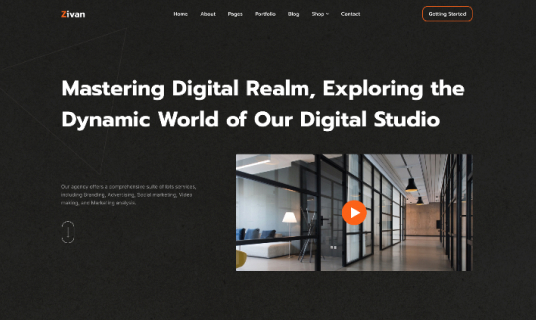 Zivan
Home About Pages Portfolio Blog Shop Contact
Getting Started
Mastering Digital Realm, Exploring the
Dynamic World of Our Digital Studio
Our agency offers a comprehensive suite of services,
including Branding, Advertising, Social marketing, Video
making, and Marketing analysis.